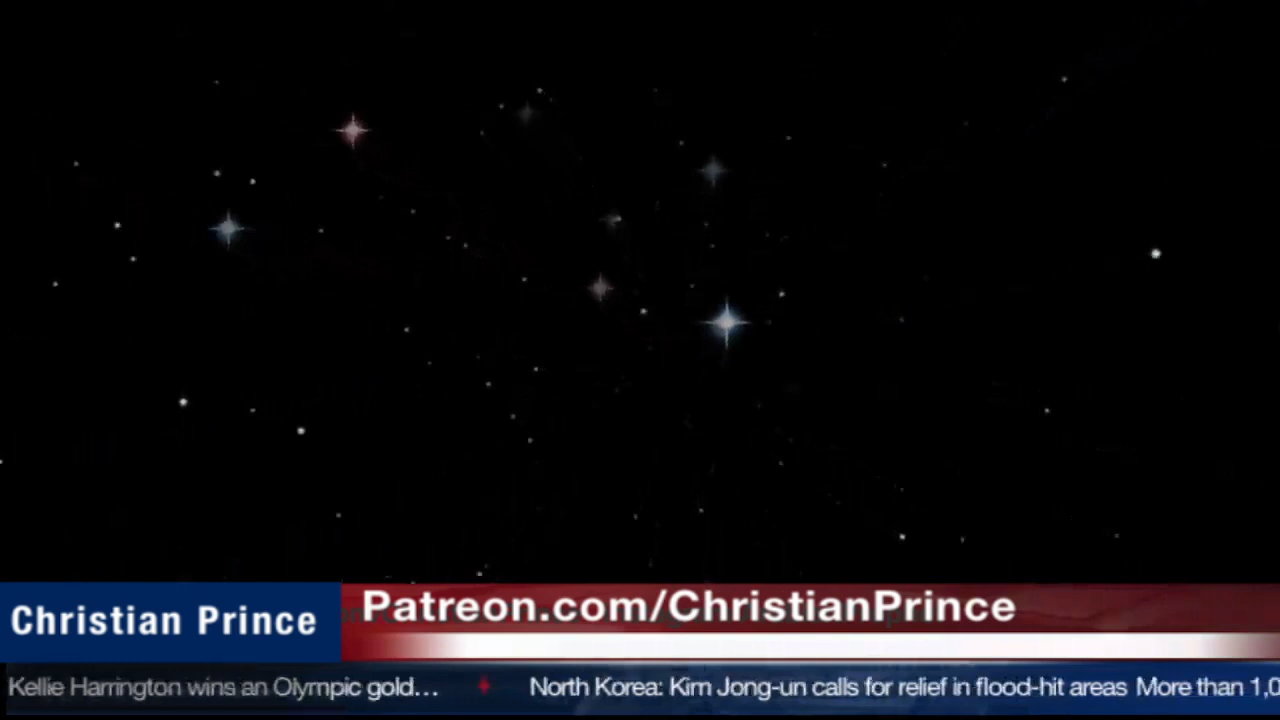 Christian Prince
Patreon.com/ChristianPrince
Kellie Harrington wins an Olympic gold... North Korea: Kim Jong-un calls for relief in flood-hit areas More than 1,0